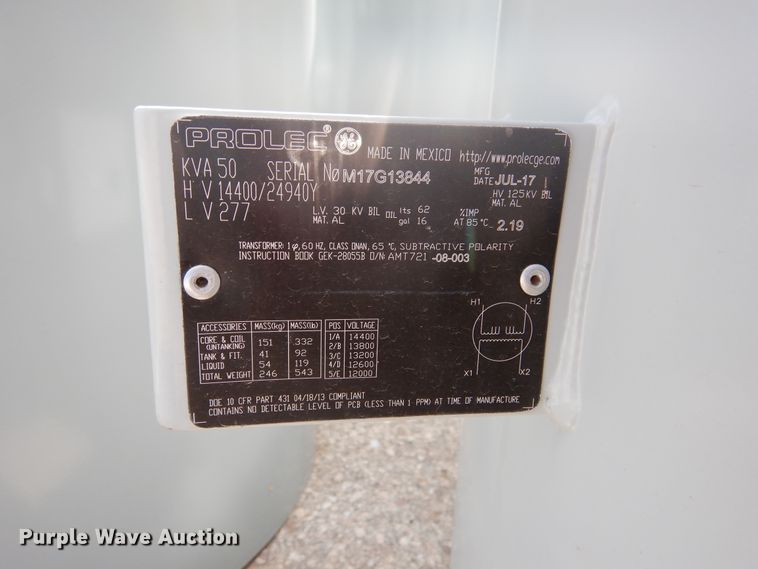 PROLEC® GE MADE IN MEXICO http://www.prolecge.com
KVA 50 SERIAL NO M17G13844 MFG DATE JUL-17
H V 14400/24940Y HV 125 KV BIL MAT. AL
L V 277 L.V. 30 KV BIL MAT. AL OIL lts 62 gal 16 %IMP AT 85°C 2.19
TRANSFORMER: 1φ, 60 HZ, CLASS ONAN, 65°C, SUBTRACTIVE POLARITY
INSTRUCTION BOOK GEK-28055B O/N: AMT721 -08-003
ACCESSORIES MASS(kg) MASS(lb)
CORE & COIL (UNTANKING) 151 332
TANK & FIT. 41 92
LIQUID 54 119
TOTAL WEIGHT 246 543
POS VOLTAGE
1/A 14400
2/B 13800
3/C 13200
4/D 12600
5/E 12000
H1 H2
X1 X2
DOE 10 CFR PART 431 04/18/13 COMPLIANT
CONTAINS NO DETECTABLE LEVEL OF PCB (LESS THAN 1 PPM) AT TIME OF MANUFACTURE
Purple Wave Auction